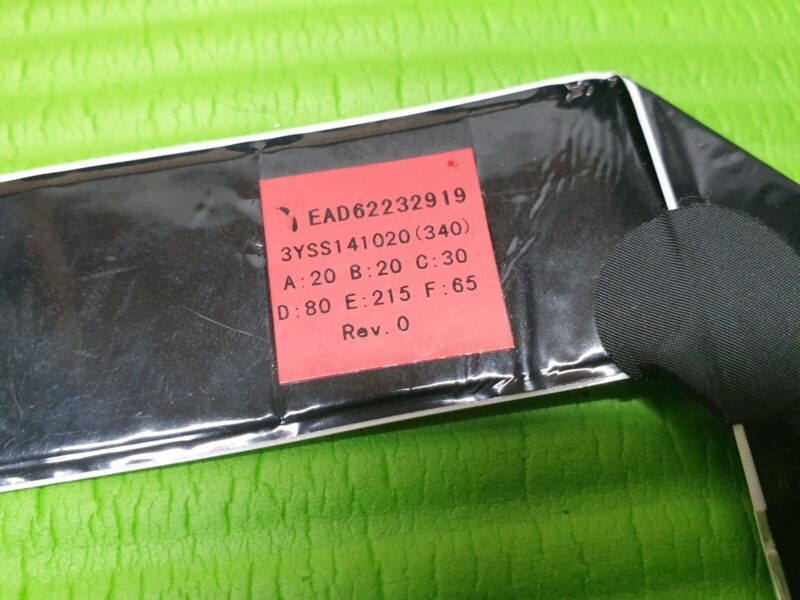 EAD62232919
3YSS141020(340)
A:20 B:20 C:30
D:80 E:215 F:65
Rev.0